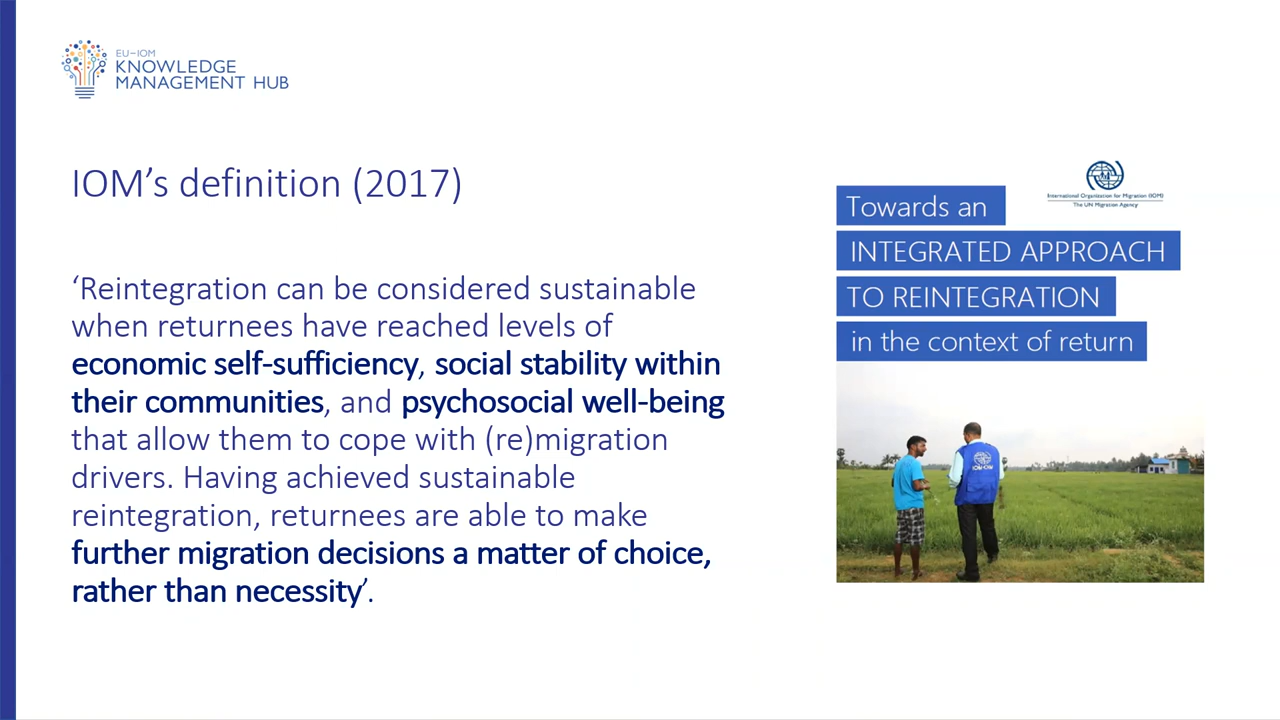 EU–IOM
KNOWLEDGE
MANAGEMENT HUB
IOM’s definition (2017)
‘Reintegration can be considered sustainable
when returnees have reached levels of
economic self-sufficiency, social stability within
their communities, and psychosocial well-being
that allow them to cope with (re)migration
drivers. Having achieved sustainable
reintegration, returnees are able to make
further migration decisions a matter of choice,
rather than necessity’.
International Organization for Migration (IOM)
The UN Migration Agency
Towards an
INTEGRATED APPROACH
TO REINTEGRATION
in the context of return
IOM•OIM